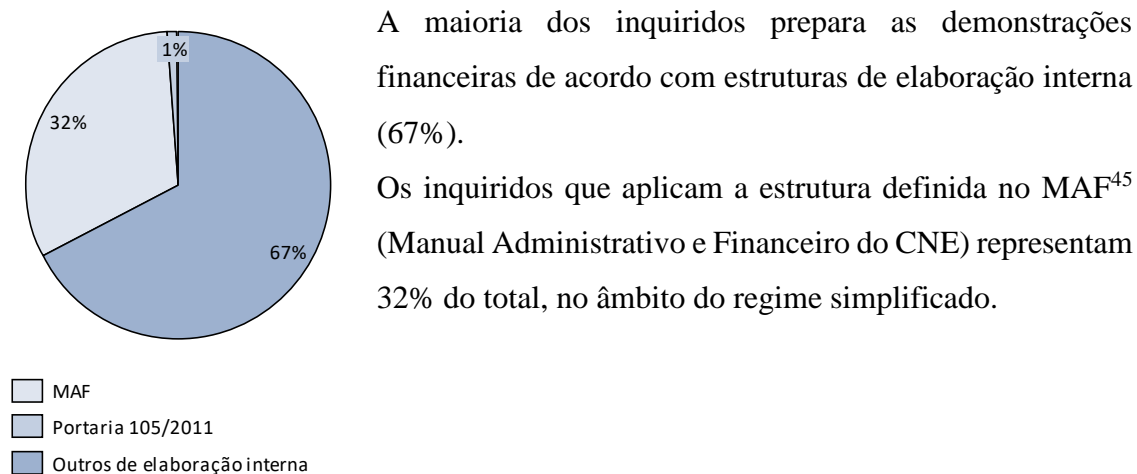 1%
32%
67%
MAF
Portaria 105/2011
Outros de elaboração interna
A maioria dos inquiridos prepara as demonstrações
financeiras de acordo com estruturas de elaboração interna
(67%).
Os inquiridos que aplicam a estrutura definida no MAF45
(Manual Administrativo e Financeiro do CNE) representam
32% do total, no âmbito do regime simplificado.